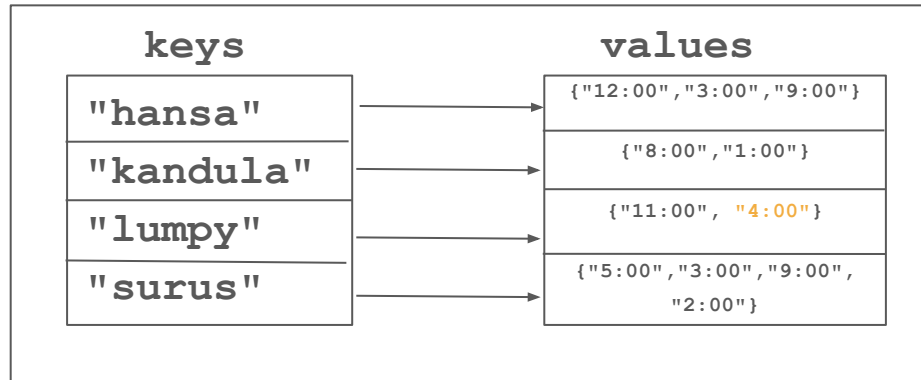 keys values
"hansa" {"12:00","3:00","9:00"}
"kandula" {"8:00","1:00"}
"lumpy" {"11:00", "4:00"}
"surus" {"5:00","3:00","9:00",
"2:00"}